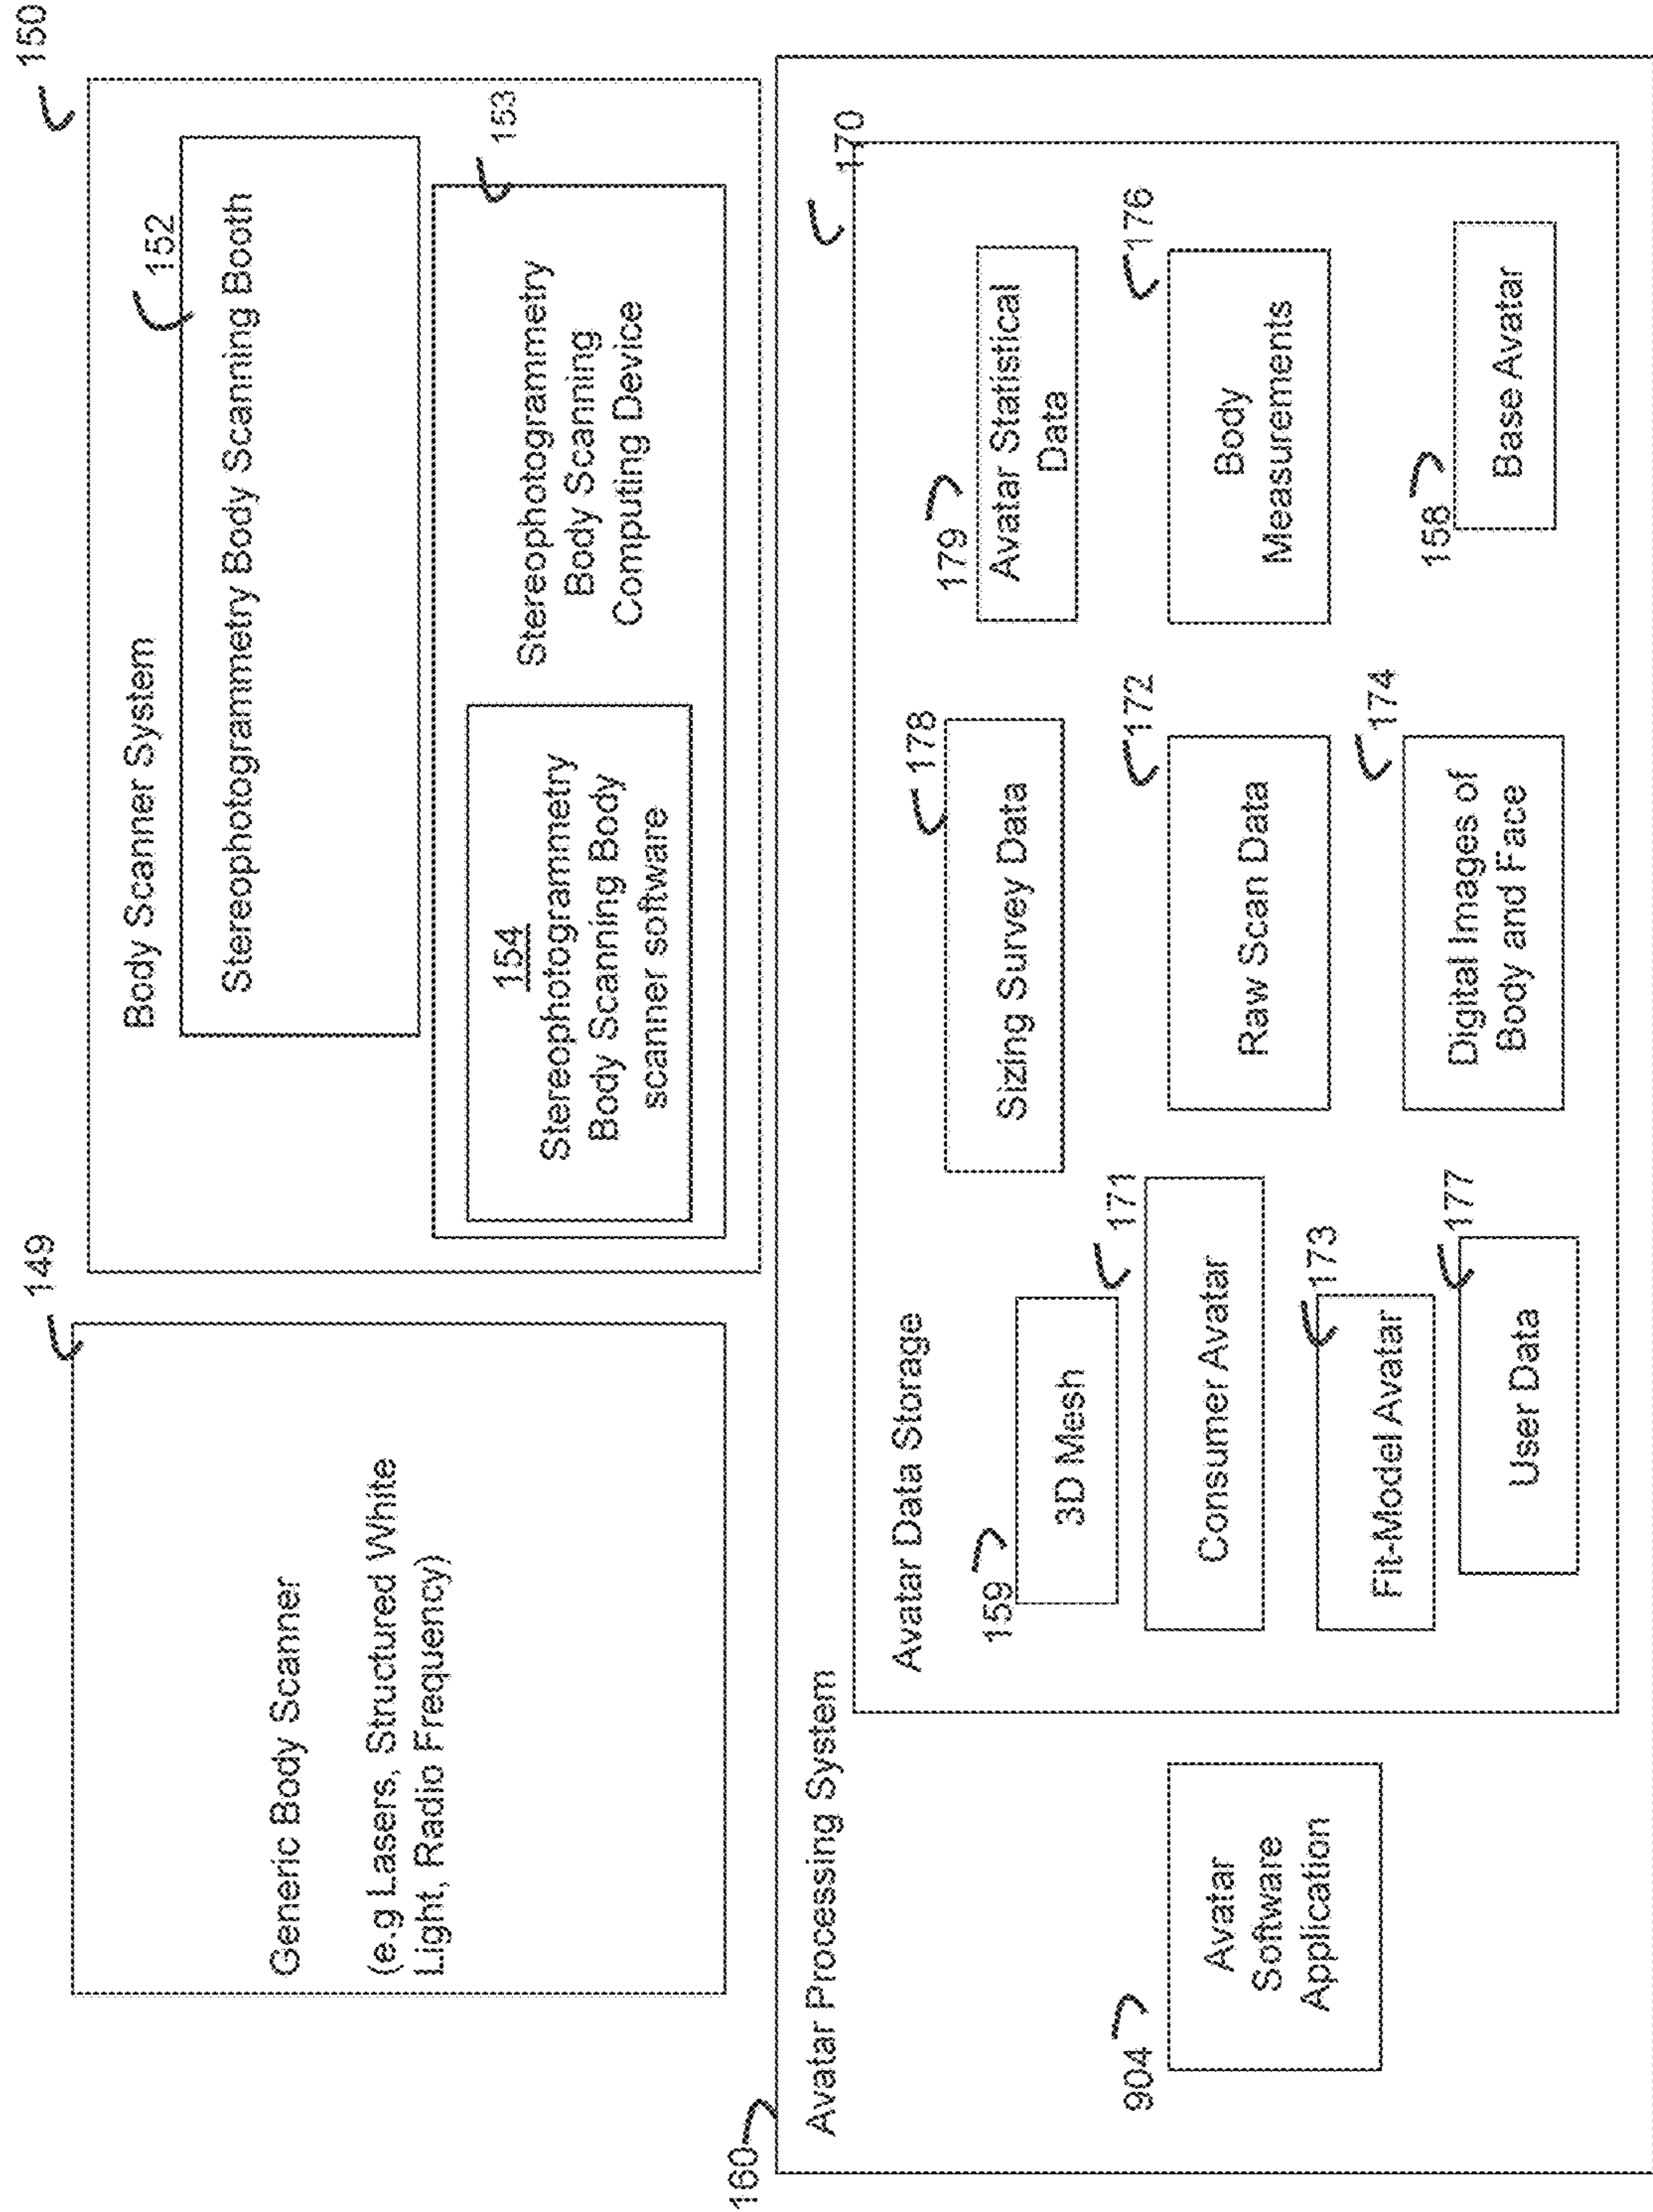 149
Generic Body Scanner
(e.g Lasers, Structured White
Light, Radio Frequency)
150
Body Scanner System
152
Stereophotogrammetry Body Scanning Booth
153
154
Stereophotogrammetry
Body Scanning Body
scanner software
Stereophotogrammetry
Body Scanning
Computing Device
160
Avatar Processing System
904
Avatar
Software
Application
170
Avatar Data Storage
159
3D Mesh
178
Sizing Survey Data
179
Avatar Statistical
Data
171
Consumer Avatar
172
Raw Scan Data
176
Body
Measurements
173
Fit-Model Avatar
177
User Data
174
Digital Images of
Body and Face
158
Base Avatar